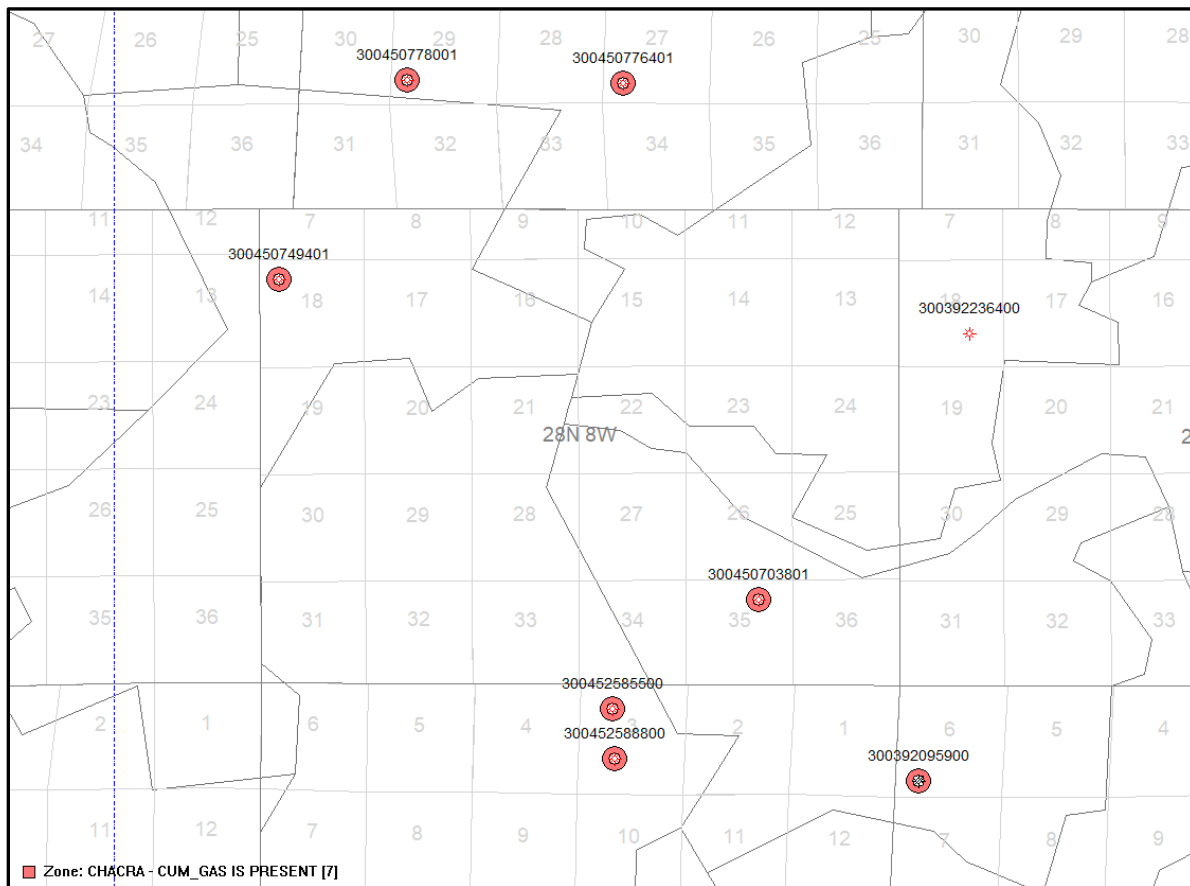 27 26 25 30 29 28 27 26 25 30 29 28
300450778001 300450776401
34 35 36 31 32 33 34 35 36 31 32 33
11 12 7 8 9 10 11 12 7 8 9
300450749401
14 13 18 17 16 15 14 13 18 17 16
300392236400
23 24 19 20 21 22 23 24 19 20 21
28N 8W 2
26 25 30 29 28 27 26 25 30 29 28
300450703801
35 36 31 32 33 34 35 36 31 32 33
300452585500
2 1 6 5 4 3 2 1 6 5 4
300452588800
300392095900
11 12 7 8 9 10 11 12 7 8 9
Zone: CHACRA - CUM_GAS IS PRESENT [7]